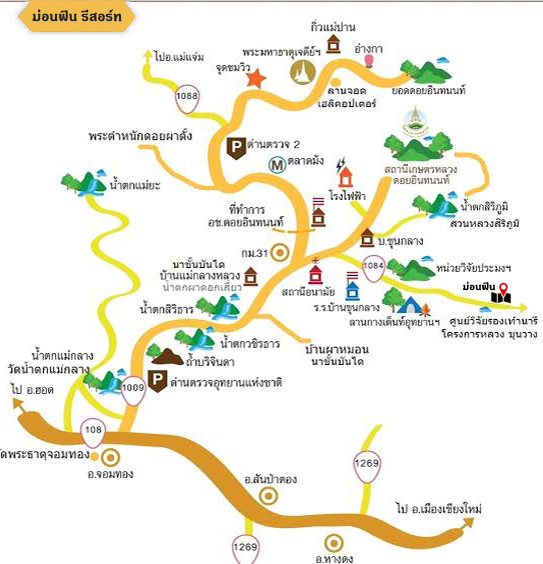 ม่อนฟิน รีสอร์ท
กิ่วแม่ปาน
ไปอ.แม่แจ่ม
พระมหาธาตุเจดีย์ฯ
อ่างกา
จุดชมวิว
1088
ลานจอด
เฮลิคอปเตอร์
ยอดดอยอินทนนท์
พระตำหนักดอยผาตั้ง
P
ด่านตรวจ 2
M
ตลาดม้ง
สถานีเกษตรหลวง
ดอยอินทนนท์
น้ำตกแม่ยะ
โรงไฟฟ้า
น้ำตกสิริภูมิ
สวนหลวงสิริภูมิ
ที่ทำการ
อช.ดอยอินทนนท์
บ.ขุนกลาง
กม.31
นาขั้นบันได
บ้านแม่กลางหลวง
น้ำตกผาดอกเสี้ยว
1084
หน่วยวิจัยประมงฯ
สถานีอนามัย
ม่อนฟิน
ร.ร.บ้านขุนกลาง
น้ำตกสิริธาร
ลานกางเต็นท์อุทยานฯ
ศูนย์วิจัยรองเท้านารี
โครงการหลวง ขุนวาง
น้ำตกวชิรธาร
บ้านผาหมอน
นาขั้นบันได
น้ำตกแม่กลาง
วัดน้ำตกแม่กลาง
ถ้ำบริจินดา
P
ด่านตรวจอุทยานแห่งชาติ
1009
ไป อ.ฮอด
108
วัดพระธาตุจอมทอง
อ.จอมทอง
1269
อ.สันป่าตอง
ไป อ.เมืองเชียงใหม่
1269
อ.หางดง